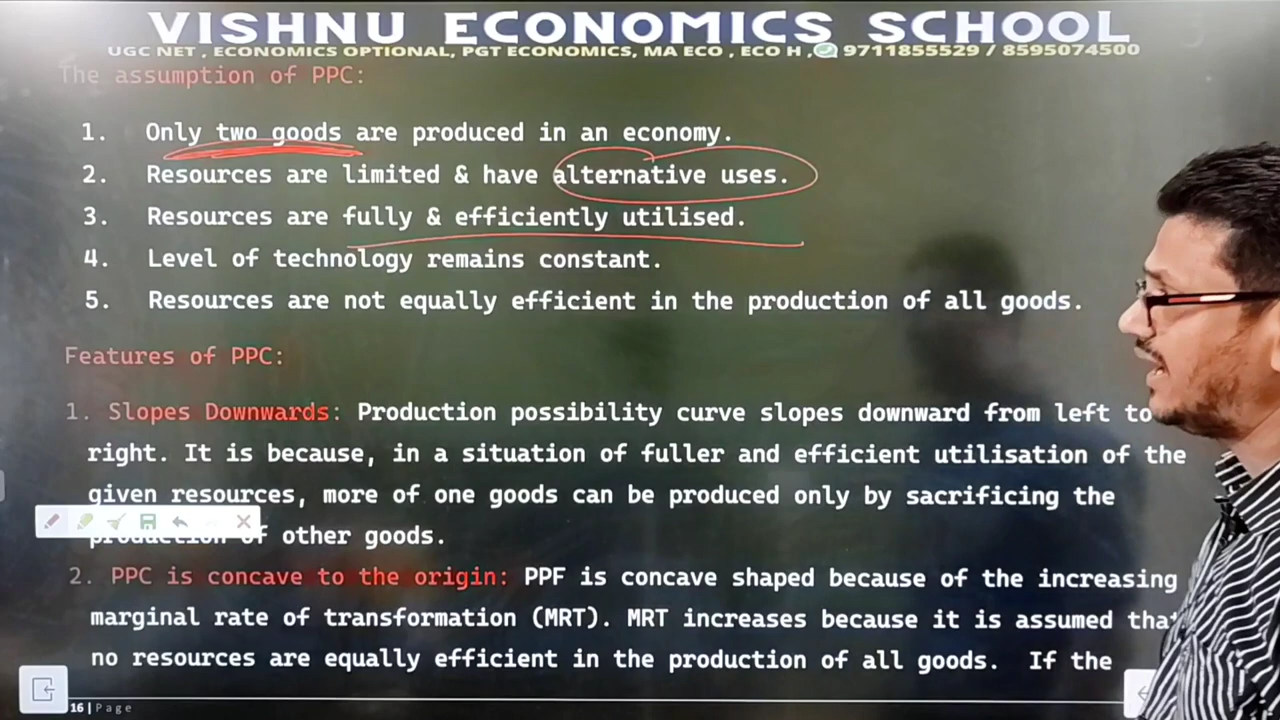 VISHNU ECONOMICS SCHOOL
UGC NET , ECONOMICS OPTIONAL, PGT ECONOMICS, MA ECO , ECO H , 9711855529 / 8595074500
The assumption of PPC:
1. Only two goods are produced in an economy.
2. Resources are limited & have alternative uses.
3. Resources are fully & efficiently utilised.
4. Level of technology remains constant.
5. Resources are not equally efficient in the production of all goods.
Features of PPC:
1. Slopes Downwards: Production possibility curve slopes downward from left to
right. It is because, in a situation of fuller and efficient utilisation of the
given resources, more of one goods can be produced only by sacrificing the
production of other goods.
2. PPC is concave to the origin: PPF is concave shaped because of the increasing
marginal rate of transformation (MRT). MRT increases because it is assumed that
no resources are equally efficient in the production of all goods. If the
16 | Page